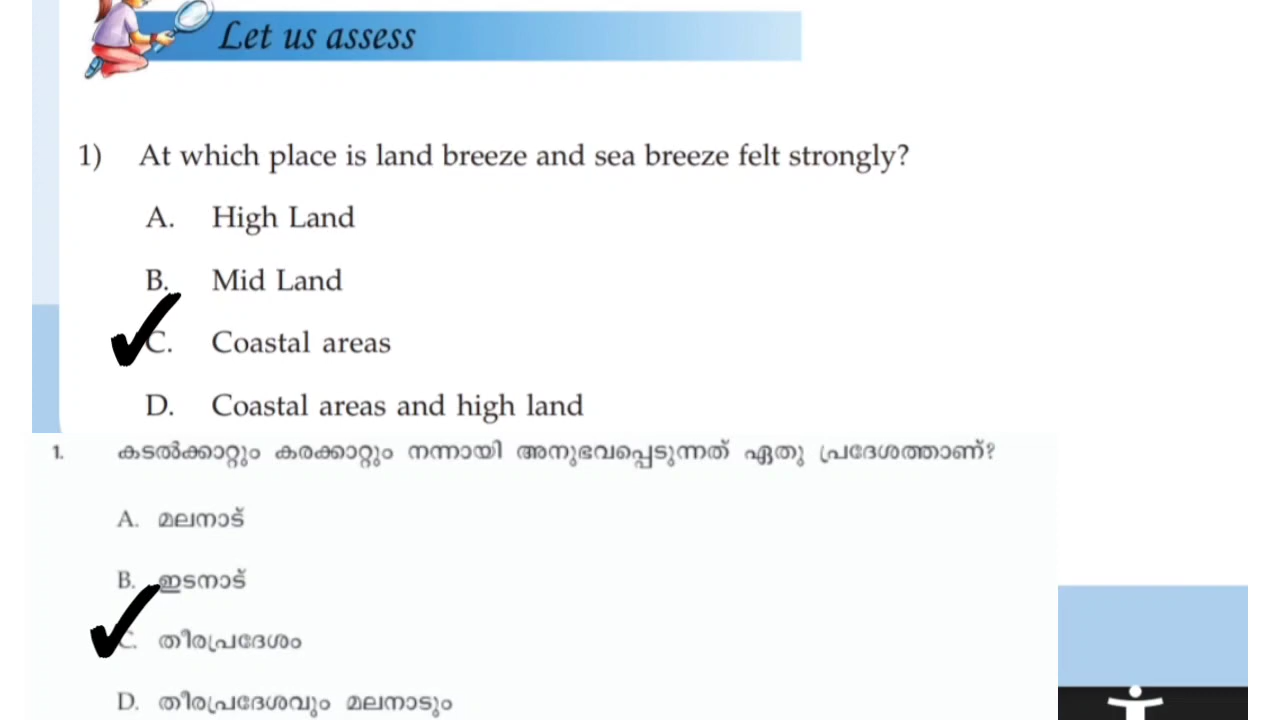 Let us assess
1) At which place is land breeze and sea breeze felt strongly?
A. High Land
B. Mid Land
C. Coastal areas
D. Coastal areas and high land
1. കടൽക്കാറ്റും കരക്കാറ്റും നന്നായി അനുഭവപ്പെടുന്നത് ഏതു പ്രദേശത്താണ്?
A. മലനാട്
B. ഇടനാട്
C. തീരപ്രദേശം
D. തീരപ്രദേശവും മലനാടും